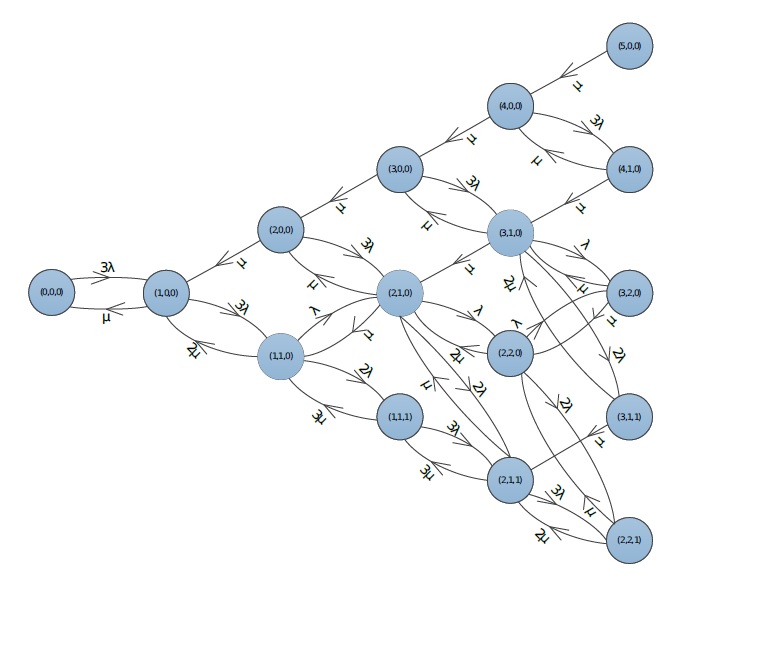 (5,0,0)
μ
(4,0,0)
3λ
μ
μ
(4,1,0)
(3,0,0)
3λ
μ
μ
μ
(2,0,0)
(3,1,0)
3λ
λ
μ
μ
μ
μ
2μ
3λ
(0,0,0)
(1,0,0)
(2,1,0)
(3,2,0)
μ
3λ
λ
λ
λ
μ
μ
2μ
(1,1,0)
2μ
(2,2,0)
2λ
2λ
μ
2λ
2λ
3μ
(1,1,1)
(3,1,1)
3λ
μ
3μ
(2,1,1)
3λ
μ
2μ
(2,2,1)